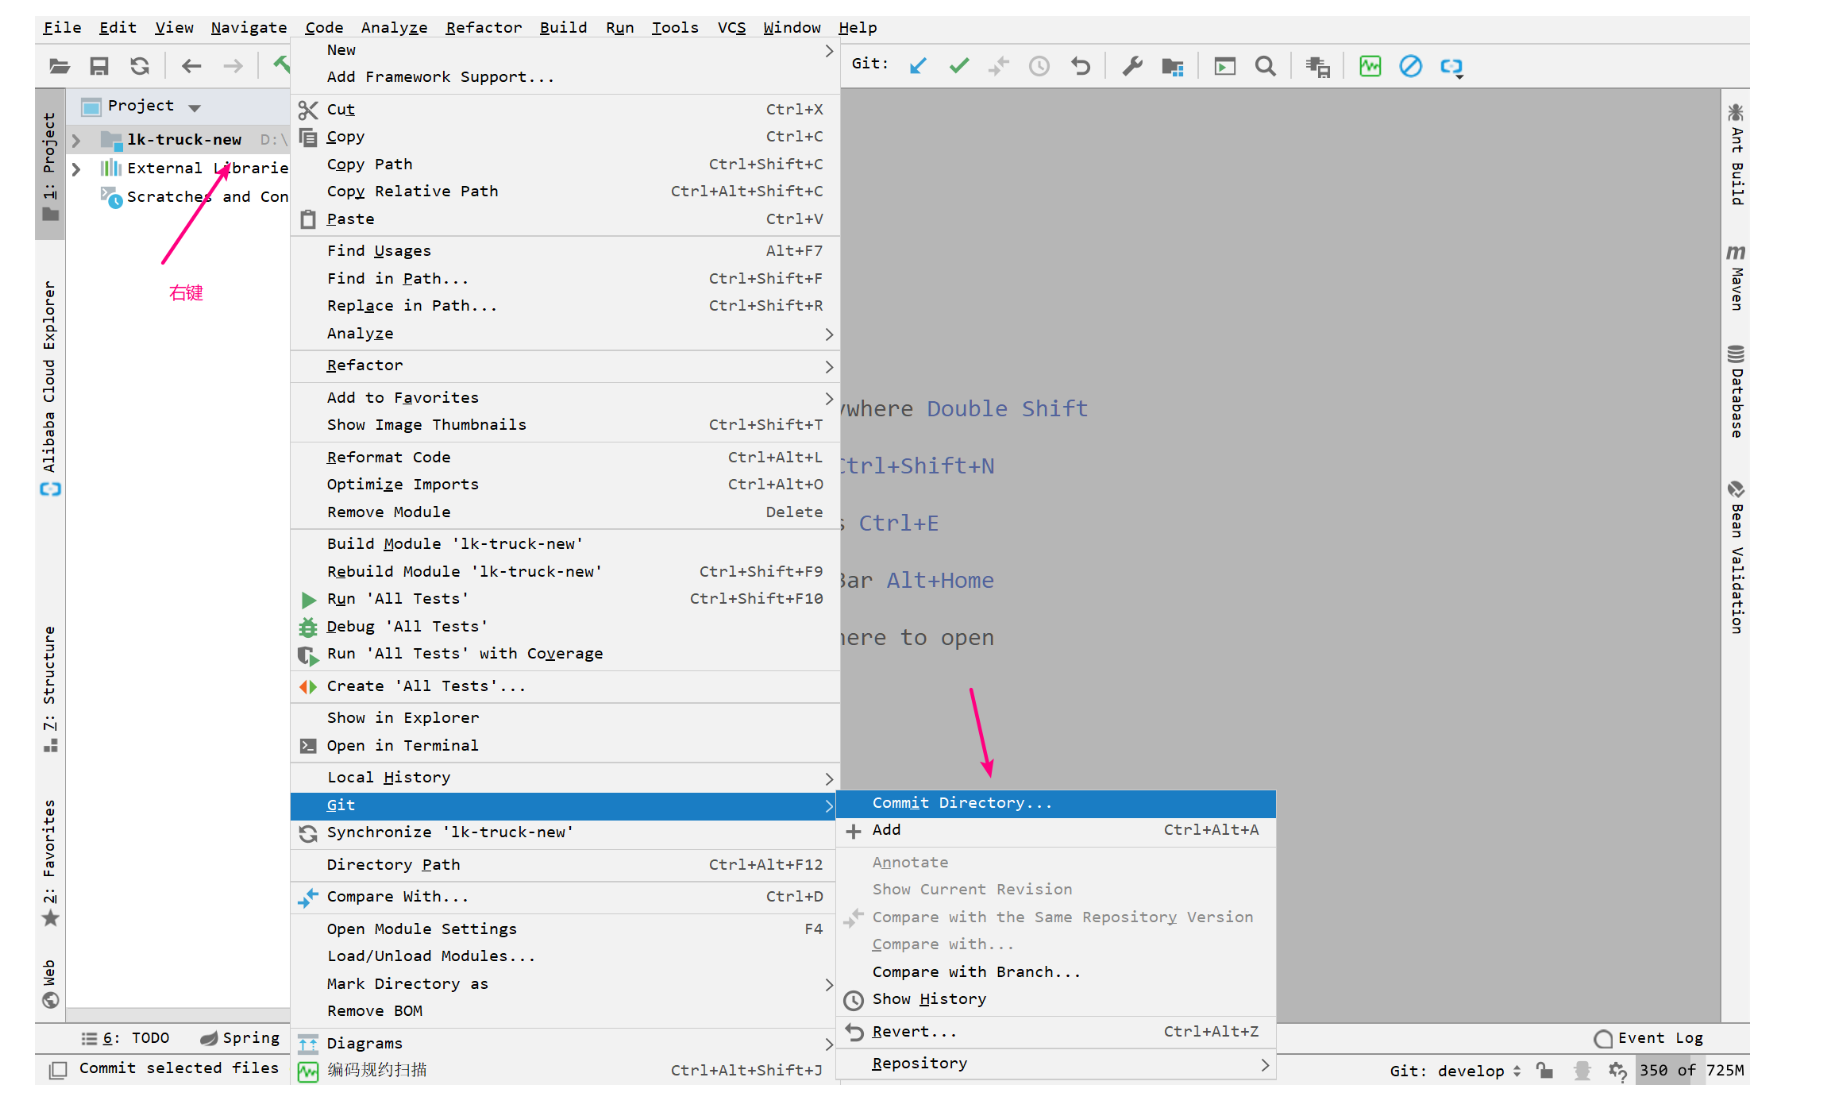 File Edit View Navigate Code Analyze Refactor Build Run Tools VCS Window Help
Git:
Project
lk-truck-new D:\
External Librarie
Scratches and Con
右键
1: Project
Alibaba Cloud Explorer
7: Structure
2: Favorites
Web
New
Add Framework Support...
Cut Ctrl+X
Copy Ctrl+C
Copy Path Ctrl+Shift+C
Copy Relative Path Ctrl+Alt+Shift+C
Paste Ctrl+V
Find Usages Alt+F7
Find in Path... Ctrl+Shift+F
Replace in Path... Ctrl+Shift+R
Analyze
Refactor
Add to Favorites
Show Image Thumbnails Ctrl+Shift+T
Reformat Code Ctrl+Alt+L
Optimize Imports Ctrl+Alt+O
Remove Module Delete
Build Module 'lk-truck-new'
Rebuild Module 'lk-truck-new' Ctrl+Shift+F9
Run 'All Tests' Ctrl+Shift+F10
Debug 'All Tests'
Run 'All Tests' with Coverage
Create 'All Tests'...
Show in Explorer
Open in Terminal
Local History
Git
Synchronize 'lk-truck-new'
Directory Path Ctrl+Alt+F12
Compare With... Ctrl+D
Open Module Settings F4
Load/Unload Modules...
Mark Directory as
Remove BOM
Diagrams
编码规约扫描 Ctrl+Alt+Shift+J
ywhere Double Shift
Ctrl+Shift+N
s Ctrl+E
Bar Alt+Home
here to open
Commit Directory...
Add Ctrl+Alt+A
Annotate
Show Current Revision
Compare with the Same Repository Version
Compare with...
Compare with Branch...
Show History
Revert... Ctrl+Alt+Z
Repository
Ant Build
Maven
Database
Bean Validation
6: TODO Spring
Event Log
Commit selected files
Git: develop 350 of 725M